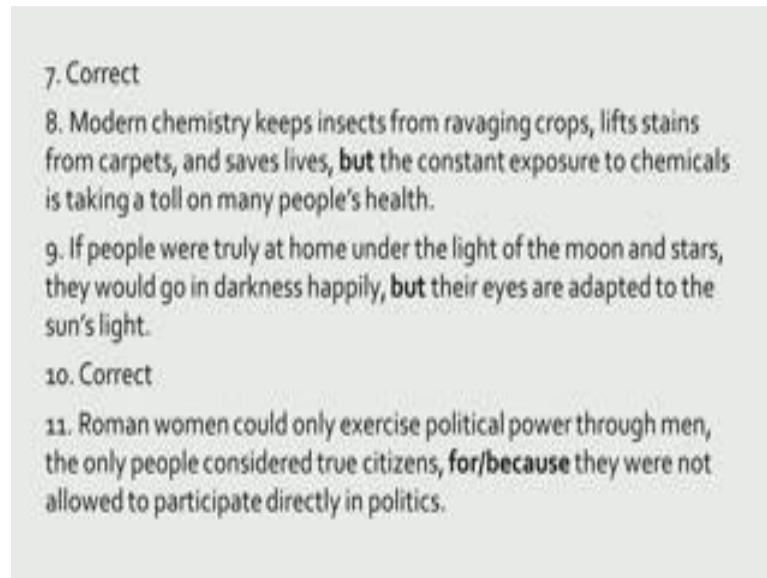 7. Correct
8. Modern chemistry keeps insects from ravaging crops, lifts stains
from carpets, and saves lives, but the constant exposure to chemicals
is taking a toll on many people's health.
9. If people were truly at home under the light of the moon and stars,
they would go in darkness happily, but their eyes are adapted to the
sun's light.
10. Correct
11. Roman women could only exercise political power through men,
the only people considered true citizens, for/because they were not
allowed to participate directly in politics.